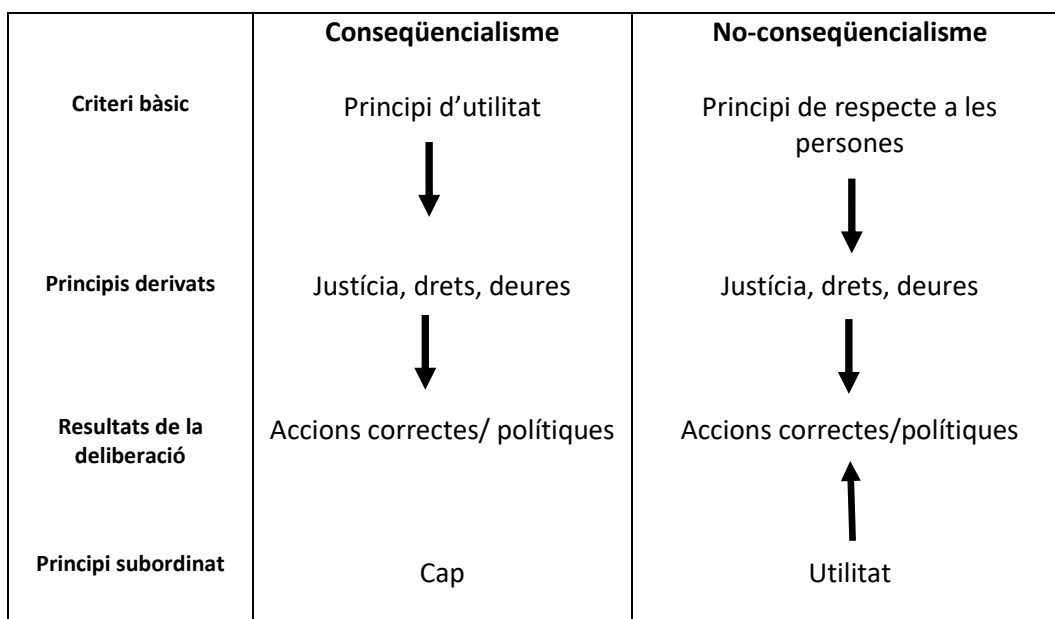 Conseqüencialisme
No-conseqüencialisme
Criteri bàsic
Principi d’utilitat
Principi de respecte a les
persones
Principis derivats
Justícia, drets, deures
Justícia, drets, deures
Resultats de la
deliberació
Accions correctes/ polítiques
Accions correctes/polítiques
Principi subordinat
Cap
Utilitat